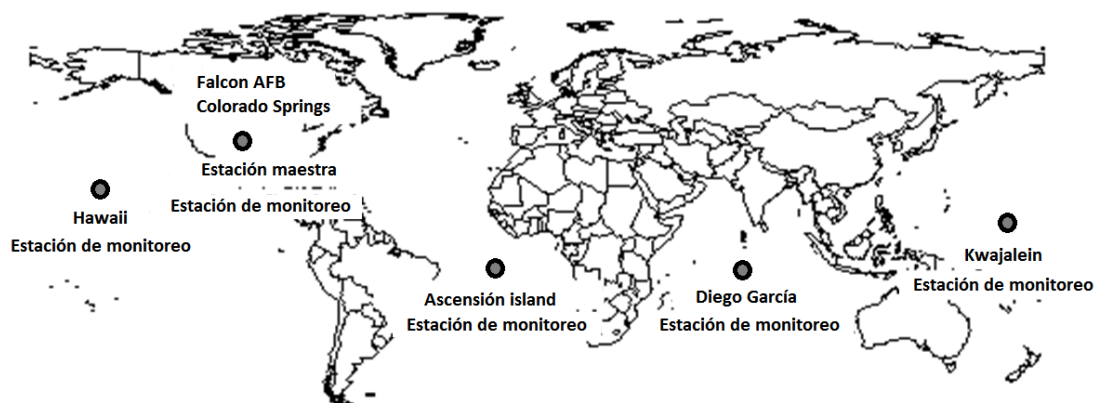 Falcon AFB
Colorado Springs
Estación maestra
Estación de monitoreo
Hawaii
Estación de monitoreo
Ascensión island
Estación de monitoreo
Diego García
Estación de monitoreo
Kwajalein
Estación de monitoreo